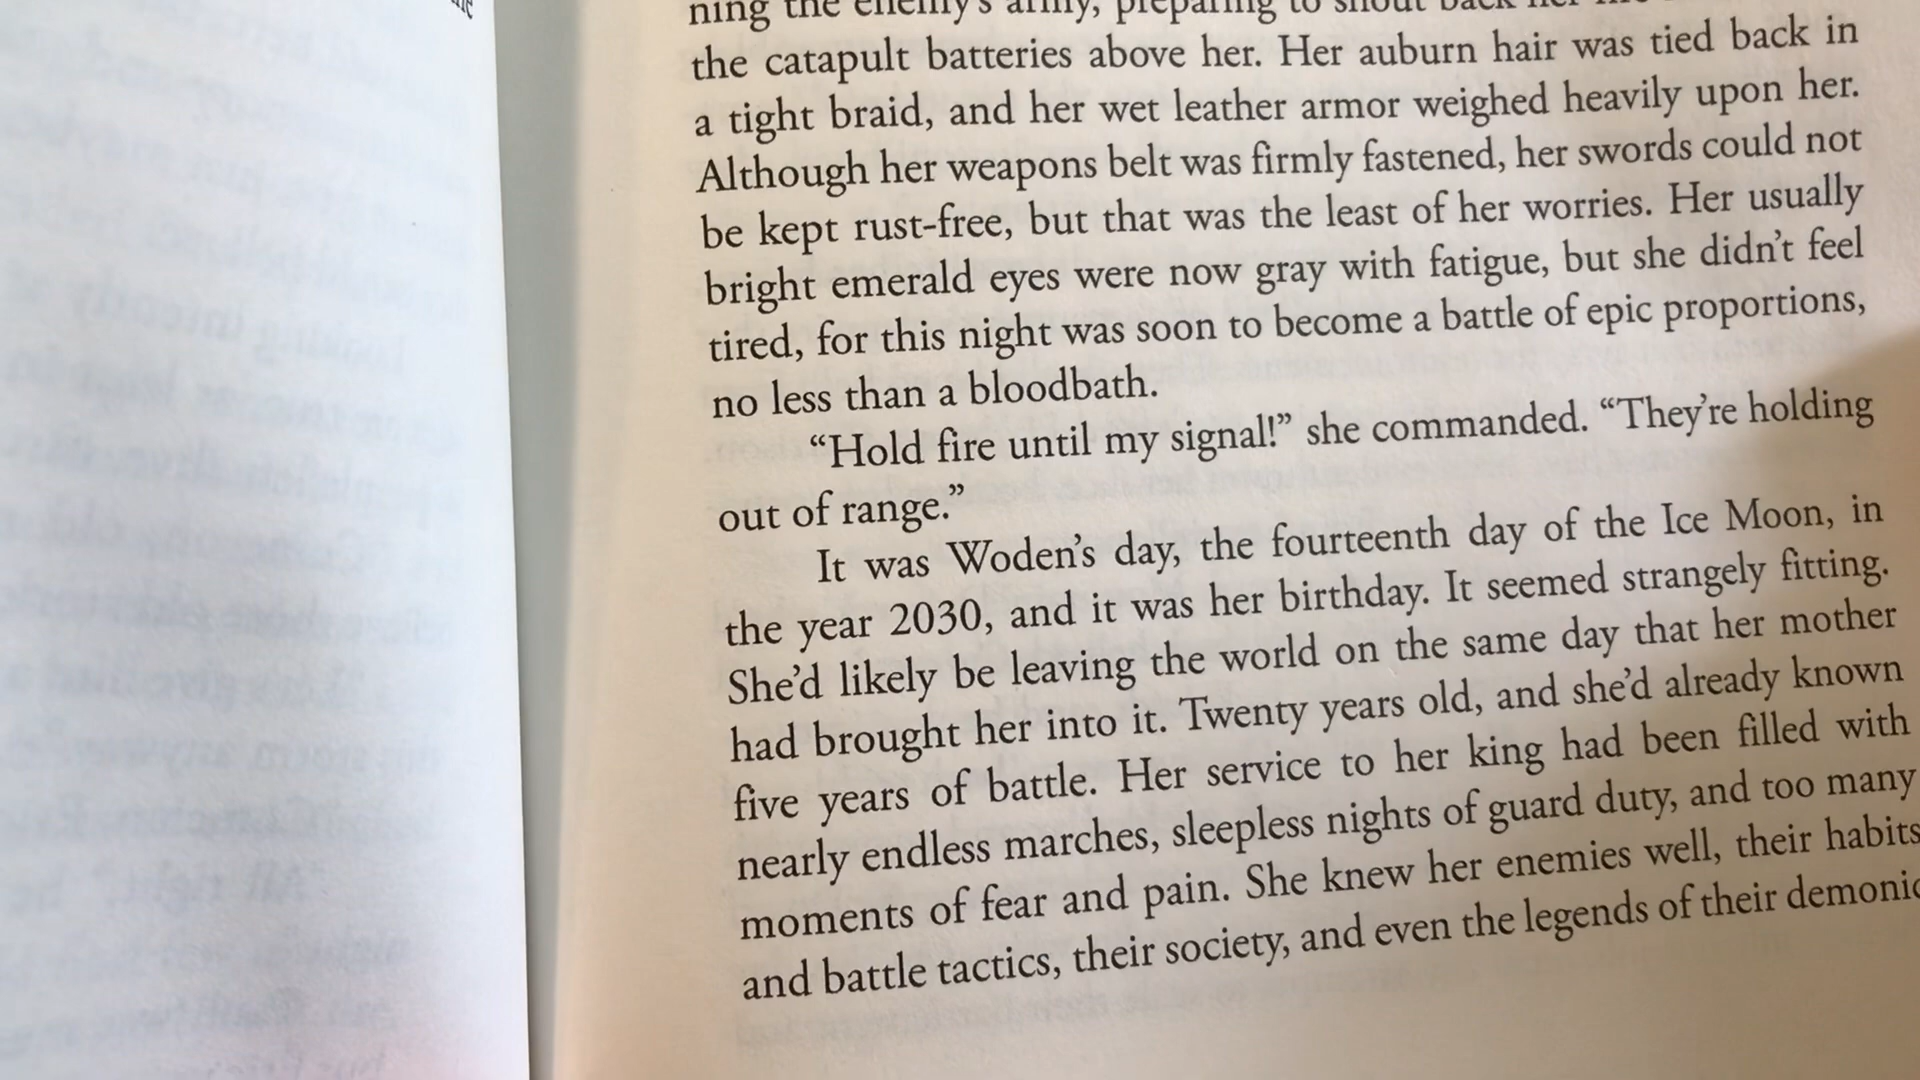 ning the enemy's army, preparing to shout back her
the catapult batteries above her. Her auburn hair was tied back in
a tight braid, and her wet leather armor weighed heavily upon her.
Although her weapons belt was firmly fastened, her swords could not
be kept rust-free, but that was the least of her worries. Her usually
bright emerald eyes were now gray with fatigue, but she didn't feel
tired, for this night was soon to become a battle of epic proportions,
no less than a bloodbath.
“Hold fire until my signal!” she commanded. “They're holding
out of range.”
It was Woden's day, the fourteenth day of the Ice Moon, in
the year 2030, and it was her birthday. It seemed strangely fitting.
She'd likely be leaving the world on the same day that her mother
had brought her into it. Twenty years old, and she'd already known
five years of battle. Her service to her king had been filled with
nearly endless marches, sleepless nights of guard duty, and too many
moments of fear and pain. She knew her enemies well, their habits
and battle tactics, their society, and even the legends of their demonic